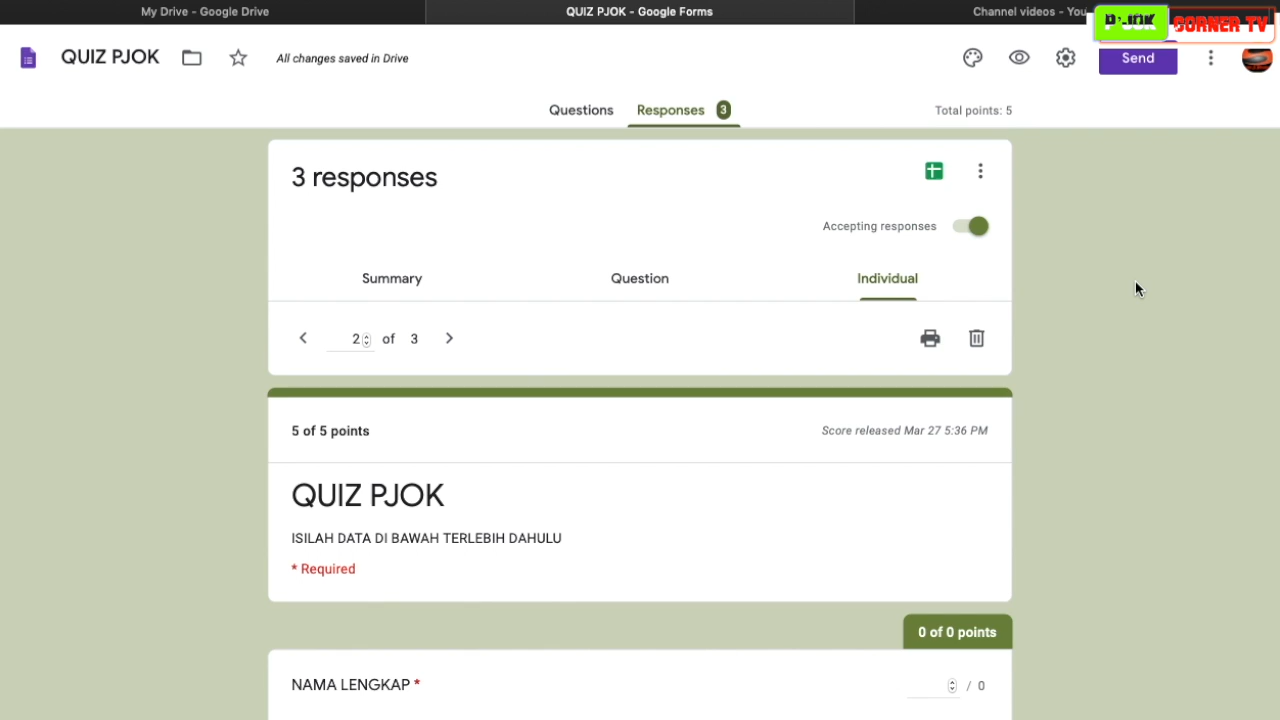 My Drive - Google Drive
QUIZ PJOK - Google Forms
Channel videos - You
PJOK CORNER TV
QUIZ PJOK
All changes saved in Drive
Send
Questions
Responses 3
Total points: 5
3 responses
Accepting responses
Summary
Question
Individual
2 of 3
5 of 5 points
Score released Mar 27 5:36 PM
QUIZ PJOK
ISILAH DATA DI BAWAH TERLEBIH DAHULU
* Required
0 of 0 points
NAMA LENGKAP *
/ 0